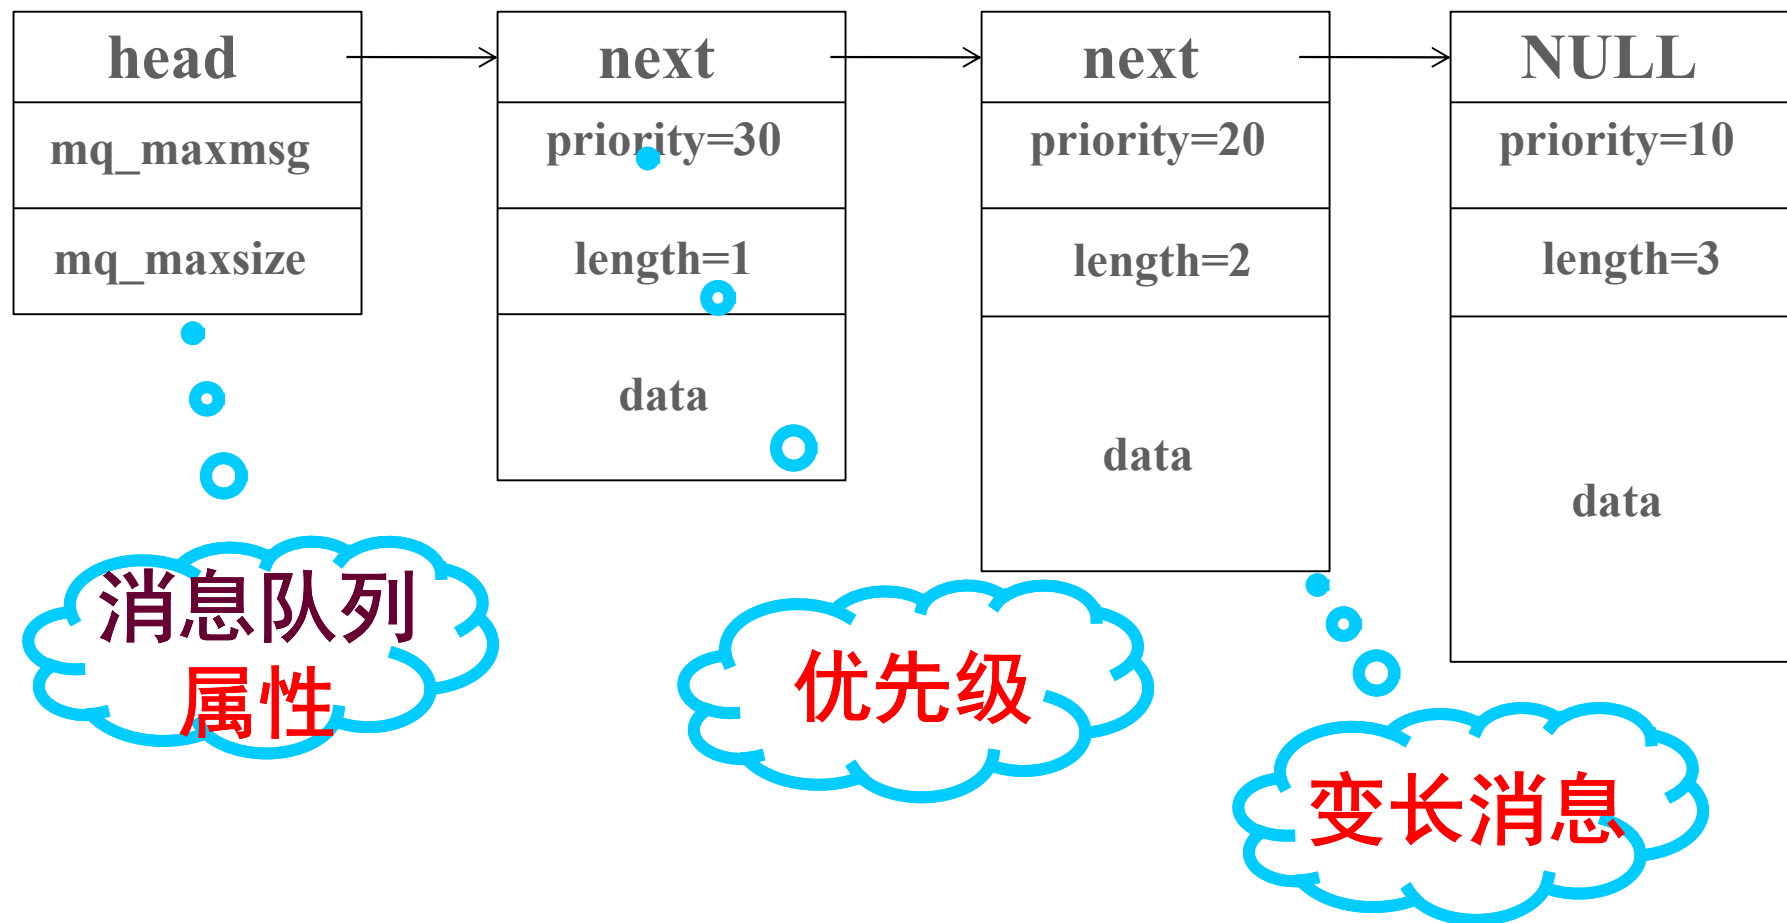 head
mq_maxmsg
mq_maxsize
next
priority=30
length=1
data
next
priority=20
length=2
data
NULL
priority=10
length=3
data
消息队列
属性
优先级
变长消息